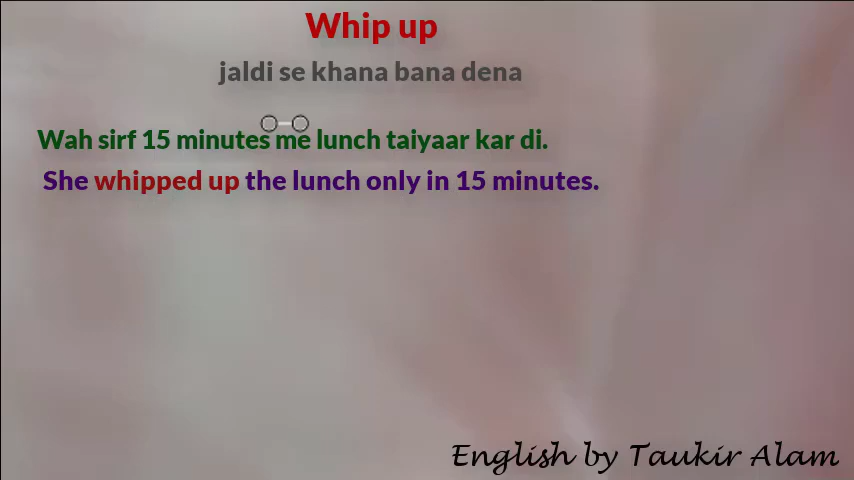 Whip up
jaldi se khana bana dena
Wah sirf 15 minutes me lunch taiyaar kar di.
She whipped up the lunch only in 15 minutes.
English by Taukir Alam